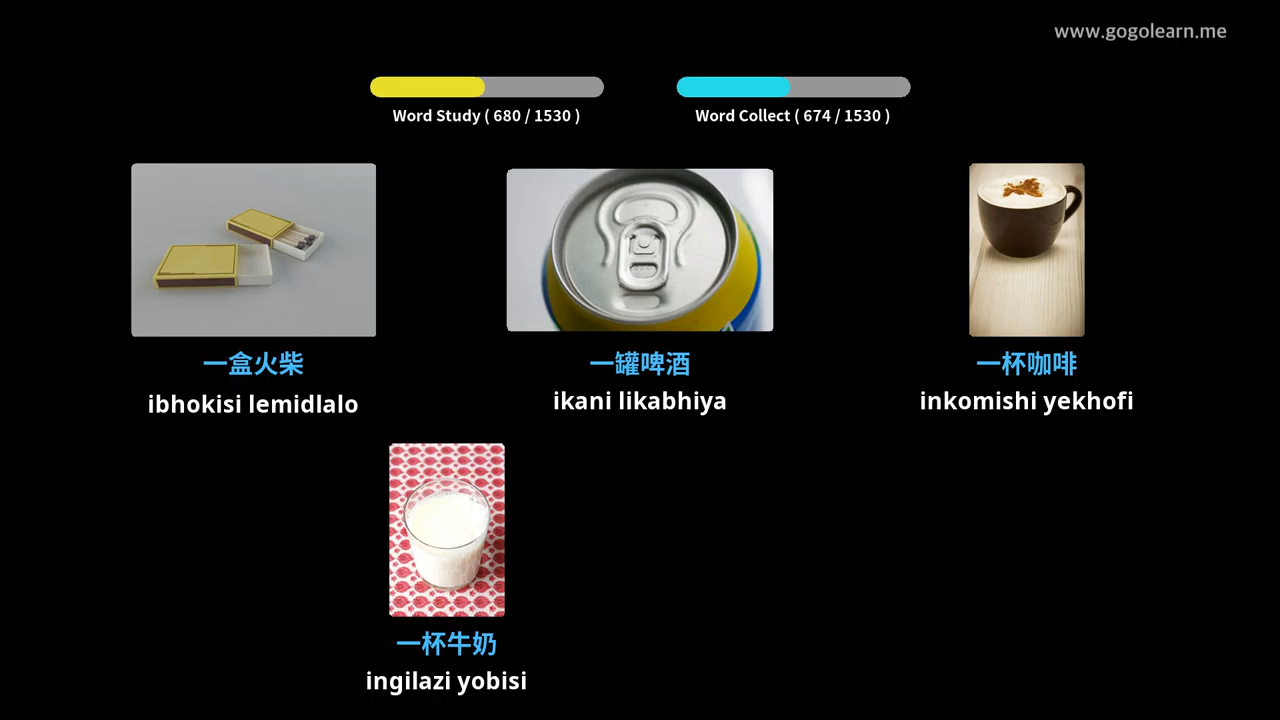 www.gogolearn.me
Word Study ( 680 / 1530 )
Word Collect ( 674 / 1530 )
一盒火柴
ibhokisi lemidlalo
一罐啤酒
ikani likabhiya
一杯咖啡
inkomishi yekhofi
一杯牛奶
ingilazi yobisi